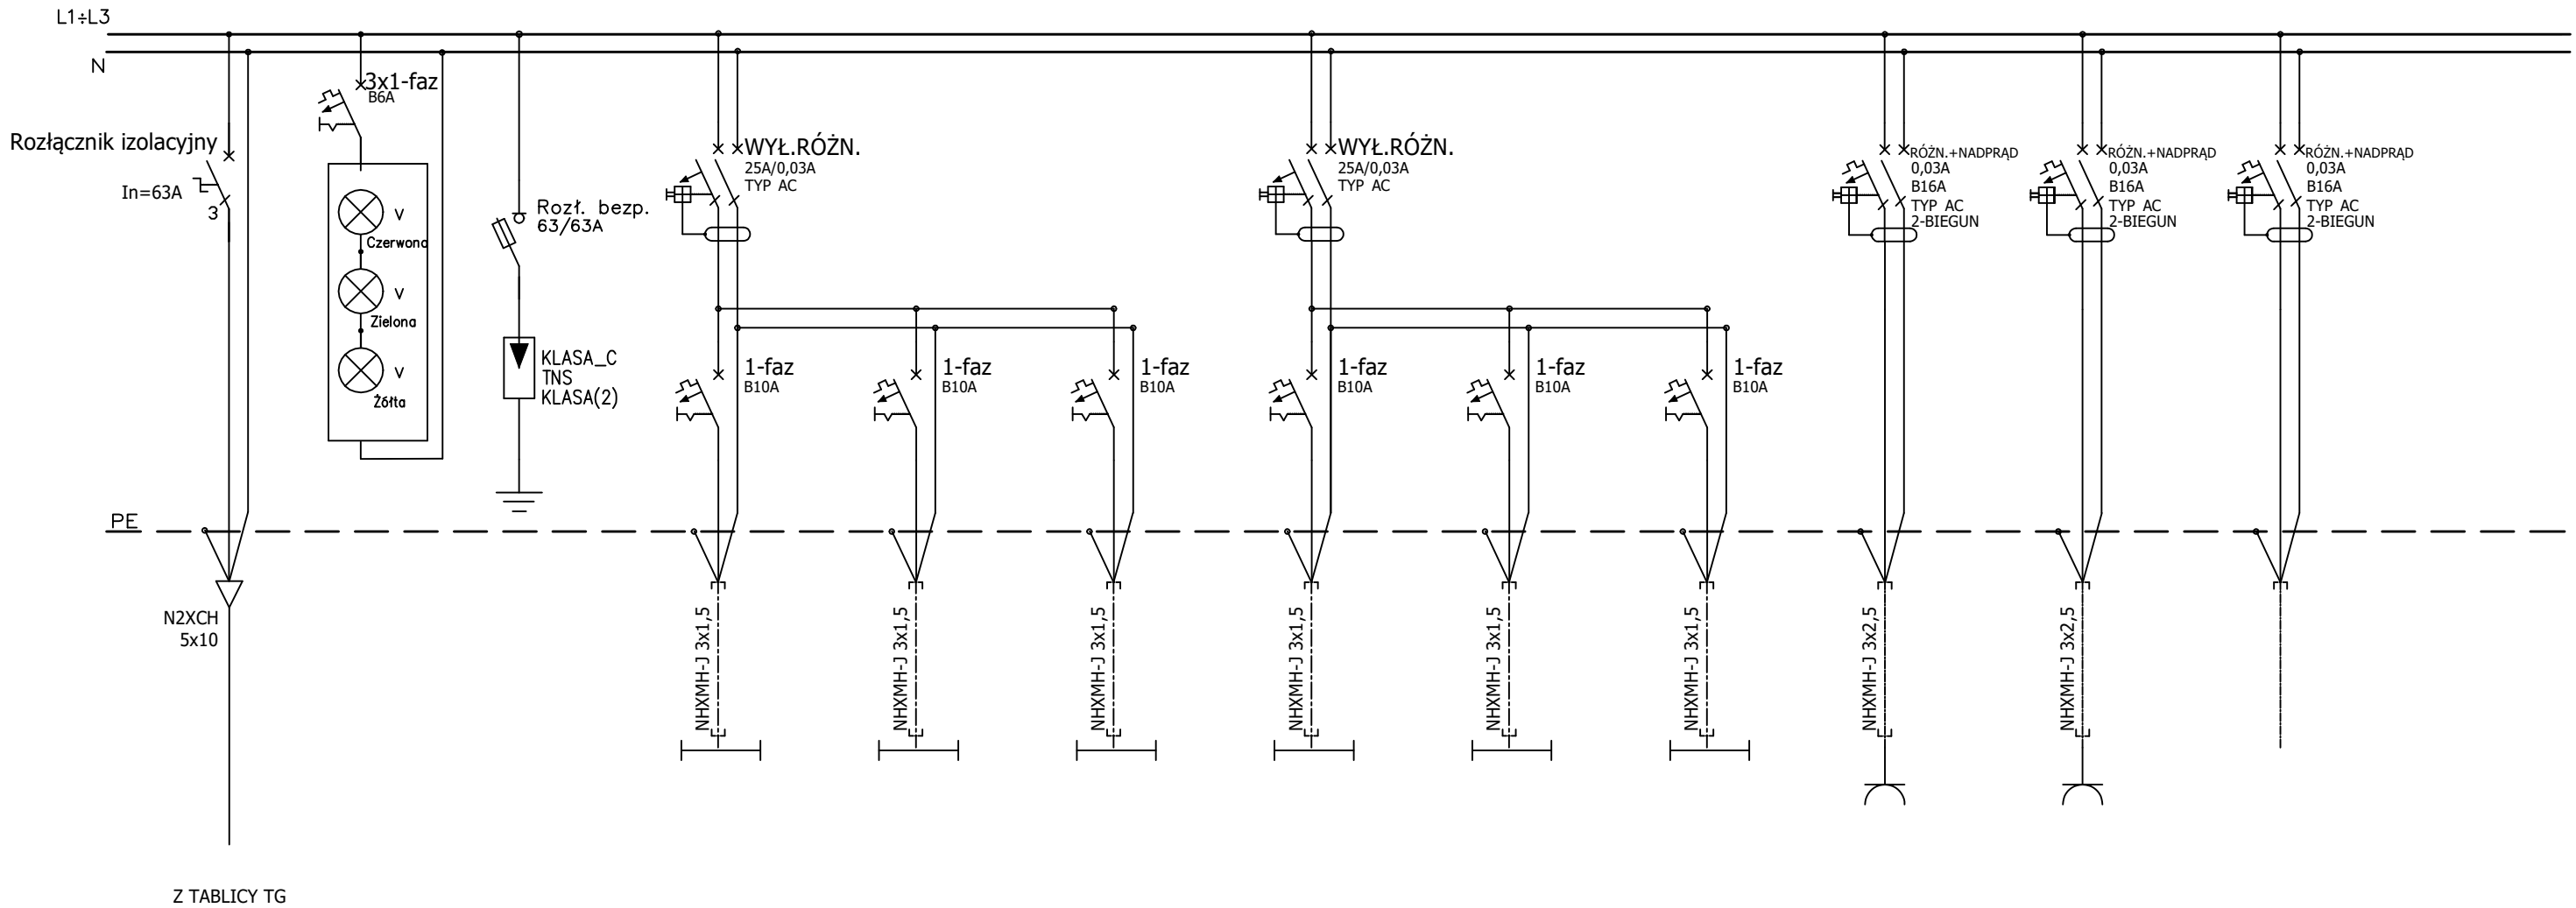 L1÷L3
N
3x1-faz
B6A
Rozłącznik izolacyjny
In=63A
3
V
Czerwona
V
Zielona
V
Żółta
Rozł. bezp.
63/63A
KLASA_C
TNS
KLASA(2)
WYŁ.RÓŻN.
25A/0,03A
TYP AC
WYŁ.RÓŻN.
25A/0,03A
TYP AC
RÓŻN.+NADPRĄD
0,03A
B16A
TYP AC
2-BIEGUN
RÓŻN.+NADPRĄD
0,03A
B16A
TYP AC
2-BIEGUN
RÓŻN.+NADPRĄD
0,03A
B16A
TYP AC
2-BIEGUN
1-faz
B10A
1-faz
B10A
1-faz
B10A
1-faz
B10A
1-faz
B10A
1-faz
B10A
PE
N2XCH
5x10
NHXMH-J 3x1,5
NHXMH-J 3x1,5
NHXMH-J 3x1,5
NHXMH-J 3x1,5
NHXMH-J 3x1,5
NHXMH-J 3x1,5
NHXMH-J 3x2,5
NHXMH-J 3x2,5
Z TABLICY TG